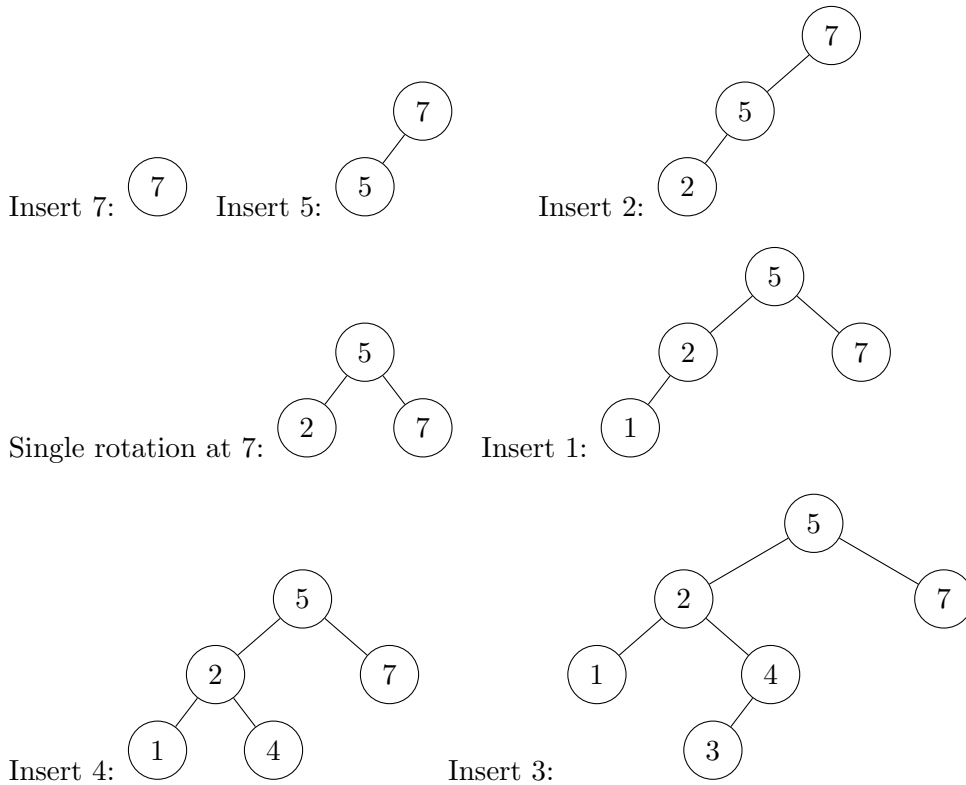 Insert 7: 7
Insert 5: 7 5
Insert 2: 7 5 2
Single rotation at 7: 5 2 7
Insert 1: 5 2 7 1
Insert 4: 5 2 7 1 4
Insert 3: 5 2 7 1 4 3